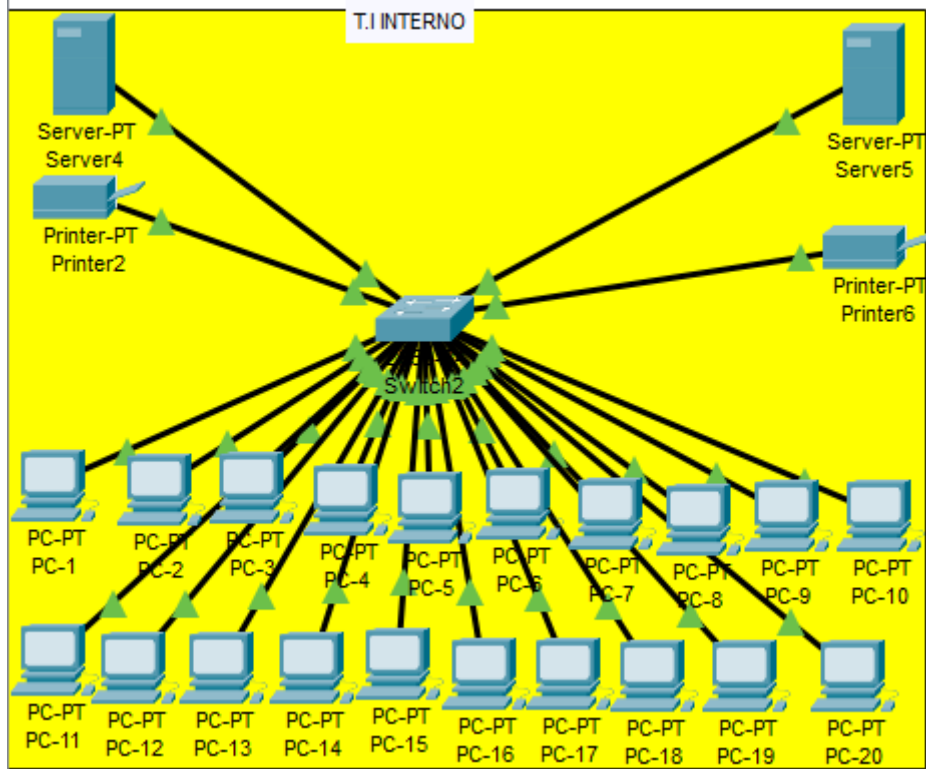 T.I INTERNO
Server-PT
Server4
Server-PT
Server5
Printer-PT
Printer2
Printer-PT
Printer6
Switch2
PC-PT
PC-1
PC-PT
PC-2
PC-PT
PC-3
PC-PT
PC-4
PC-PT
PC-5
PC-PT
PC-6
PC-PT
PC-7
PC-PT
PC-8
PC-PT
PC-9
PC-PT
PC-10
PC-PT
PC-11
PC-PT
PC-12
PC-PT
PC-13
PC-PT
PC-14
PC-PT
PC-15
PC-PT
PC-16
PC-PT
PC-17
PC-PT
PC-18
PC-PT
PC-19
PC-PT
PC-20